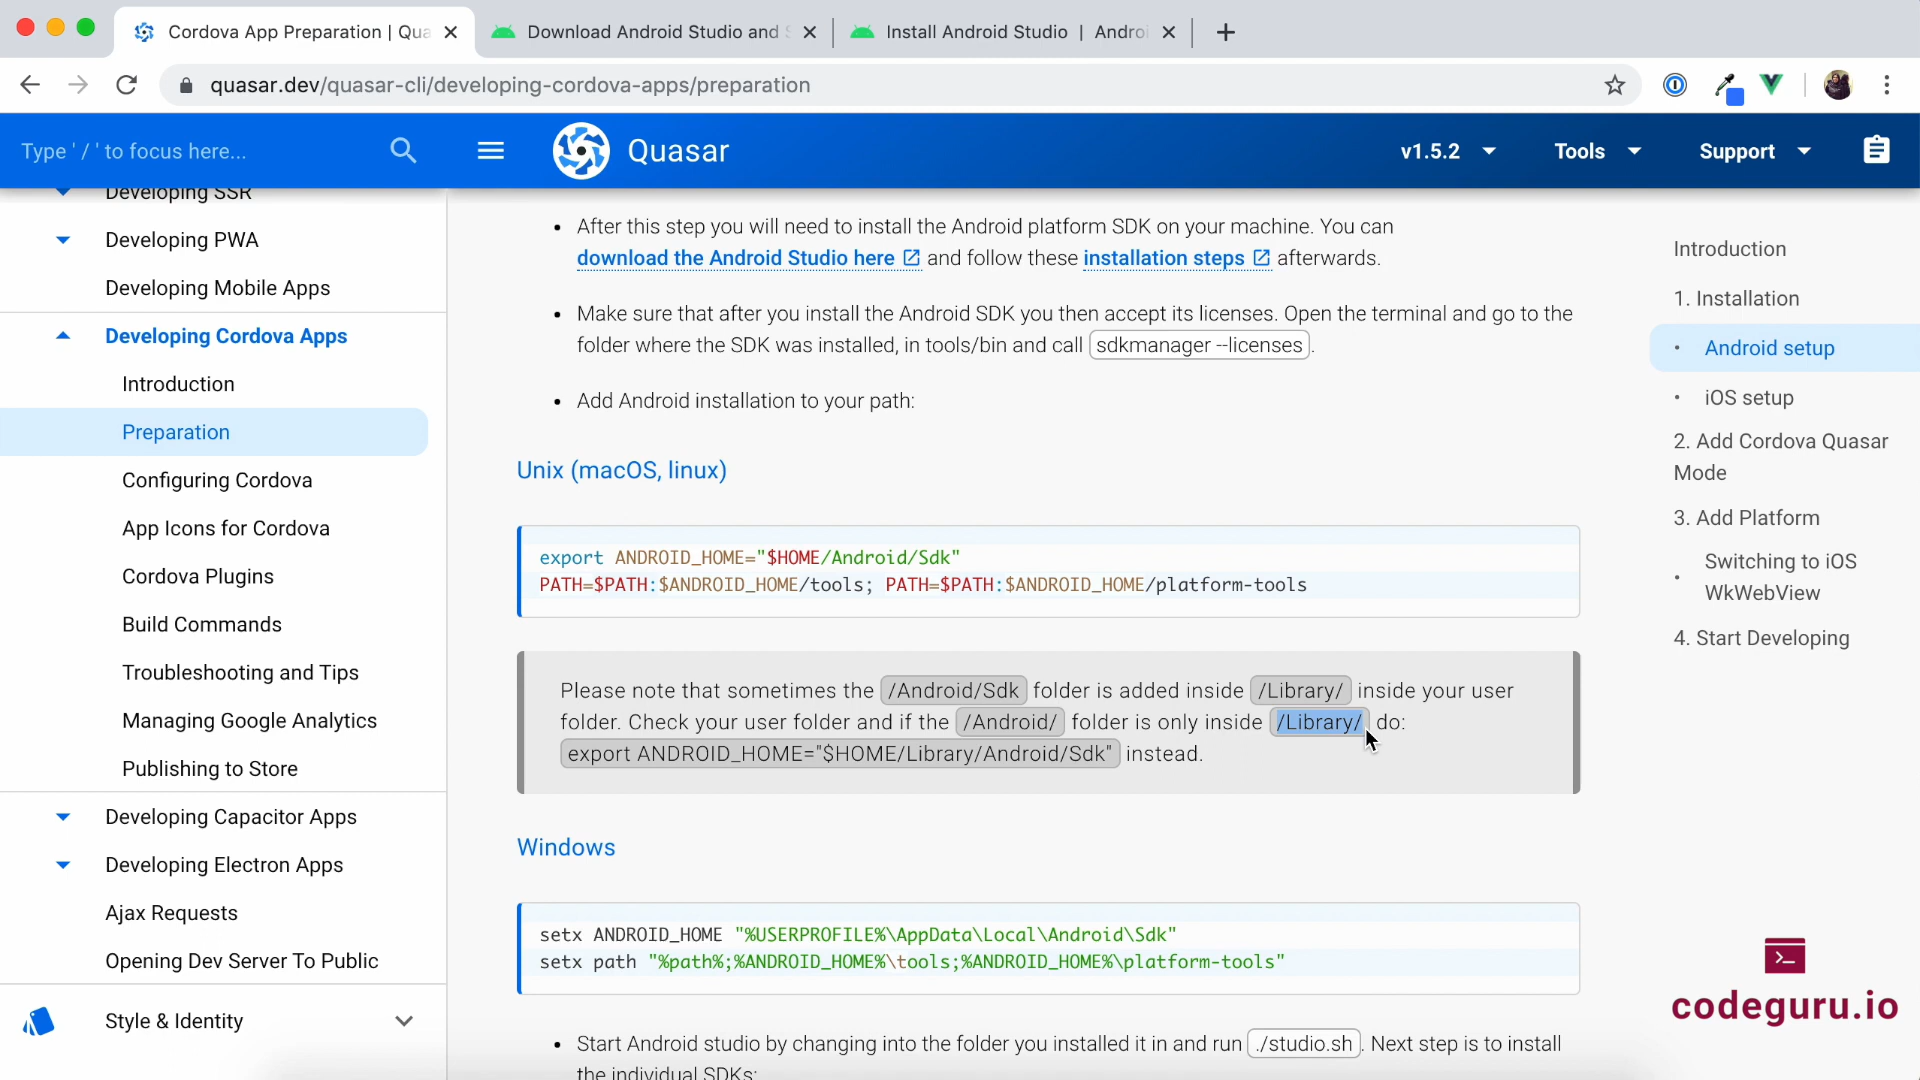 Cordova App Preparation | Qua
Download Android Studio and S
Install Android Studio | Androi
quasar.dev/quasar-cli/developing-cordova-apps/preparation
Type ' / ' to focus here...
Quasar
v1.5.2
Tools
Support
Developing SSR
Developing PWA
Developing Mobile Apps
Developing Cordova Apps
Introduction
Preparation
Configuring Cordova
App Icons for Cordova
Cordova Plugins
Build Commands
Troubleshooting and Tips
Managing Google Analytics
Publishing to Store
Developing Capacitor Apps
Developing Electron Apps
Ajax Requests
Opening Dev Server To Public
Style & Identity
• After this step you will need to install the Android platform SDK on your machine. You can
download the Android Studio here and follow these installation steps afterwards.
• Make sure that after you install the Android SDK you then accept its licenses. Open the terminal and go to the
folder where the SDK was installed, in tools/bin and call sdkmanager --licenses.
• Add Android installation to your path:
Unix (macOS, linux)
export ANDROID_HOME="$HOME/Android/Sdk"
PATH=$PATH:$ANDROID_HOME/tools; PATH=$PATH:$ANDROID_HOME/platform-tools
Please note that sometimes the /Android/Sdk folder is added inside /Library/ inside your user
folder. Check your user folder and if the /Android/ folder is only inside /Library/ do:
export ANDROID_HOME="$HOME/Library/Android/Sdk" instead.
Windows
setx ANDROID_HOME "%USERPROFILE%\AppData\Local\Android\Sdk"
setx path "%path%;%ANDROID_HOME%\tools;%ANDROID_HOME%\platform-tools"
• Start Android studio by changing into the folder you installed it in and run ./studio.sh. Next step is to install
the individual SDKs:
Introduction
1. Installation
• Android setup
• iOS setup
2. Add Cordova Quasar
Mode
3. Add Platform
• Switching to iOS
WkWebView
4. Start Developing
codeguru.io